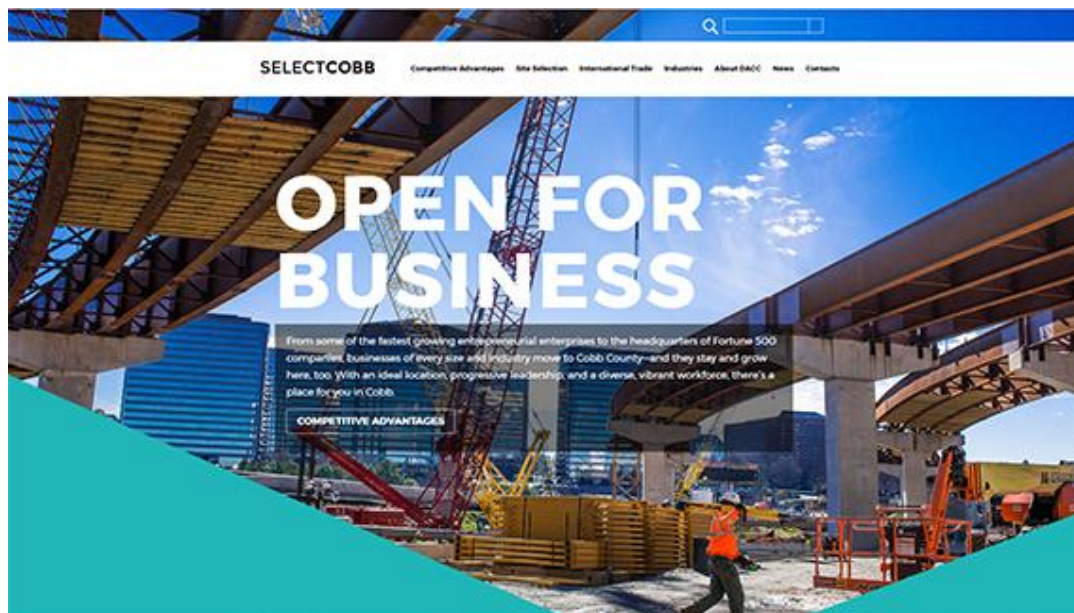 SELECTCOBB
Competitive Advantages Site Selection International Trade Industries About DACC News Contacts
OPEN FOR
BUSINESS
From some of the fastest growing entrepreneurial enterprises to the headquarters of Fortune 500
companies, businesses of every size and industry move to Cobb County—and they stay and grow
here, too. With an ideal location, progressive leadership, and a diverse, vibrant workforce, there's a
place for you in Cobb.
COMPETITIVE ADVANTAGES